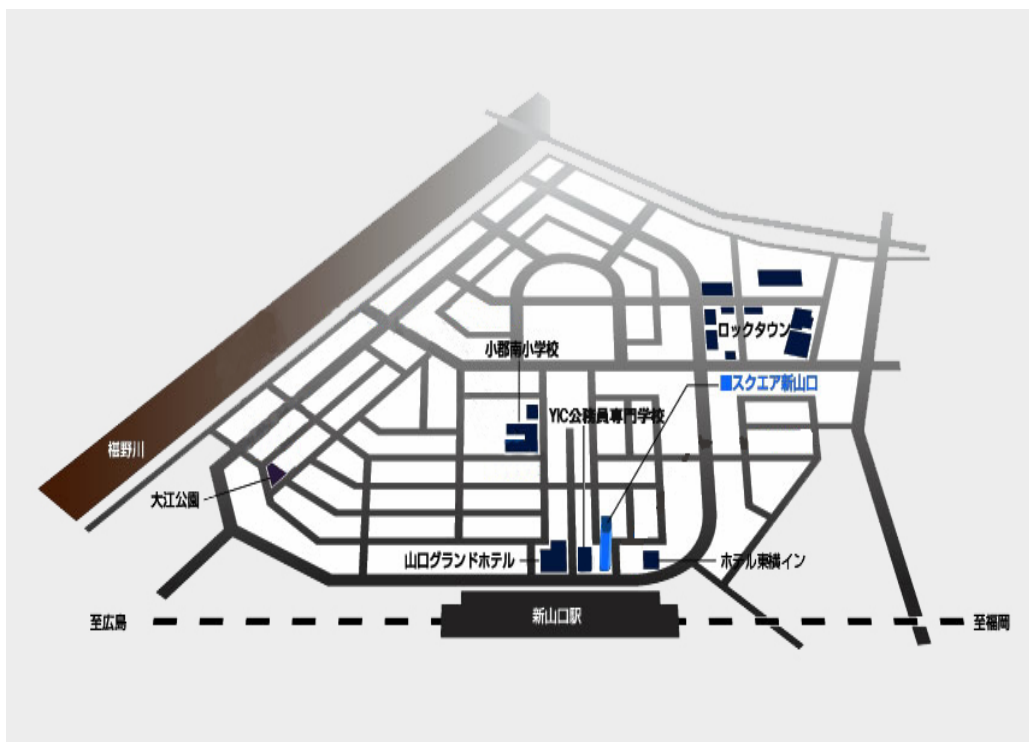 ロックタウン
小郡南小学校
■スクエア新山口
YIC公務員専門学校
椹野川
大江公園
山口グランドホテル
ホテル東横イン
新山口駅
至広島
至福岡